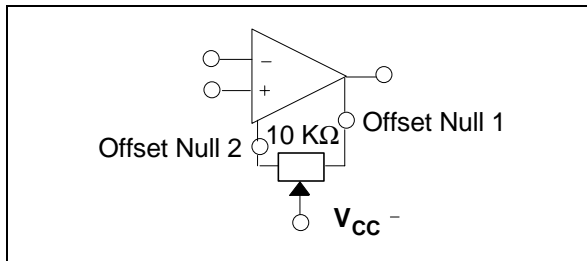 −
+
Offset Null 1
Offset Null 2
10 KΩ
VCC −